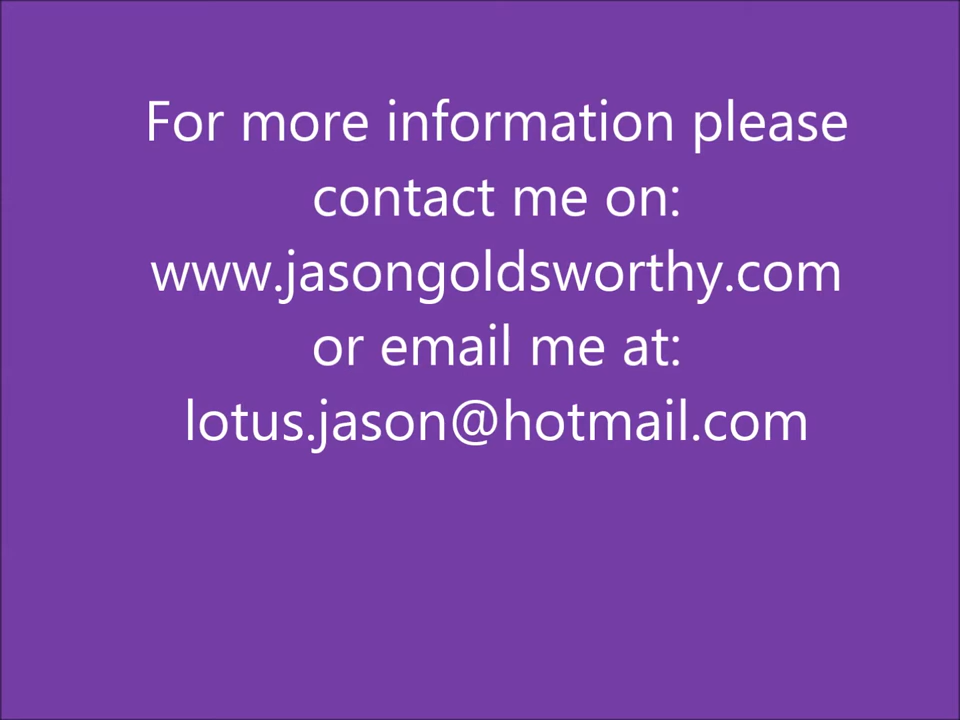 For more information please
contact me on:
www.jasongoldsworthy.com
or email me at:
lotus.jason@hotmail.com